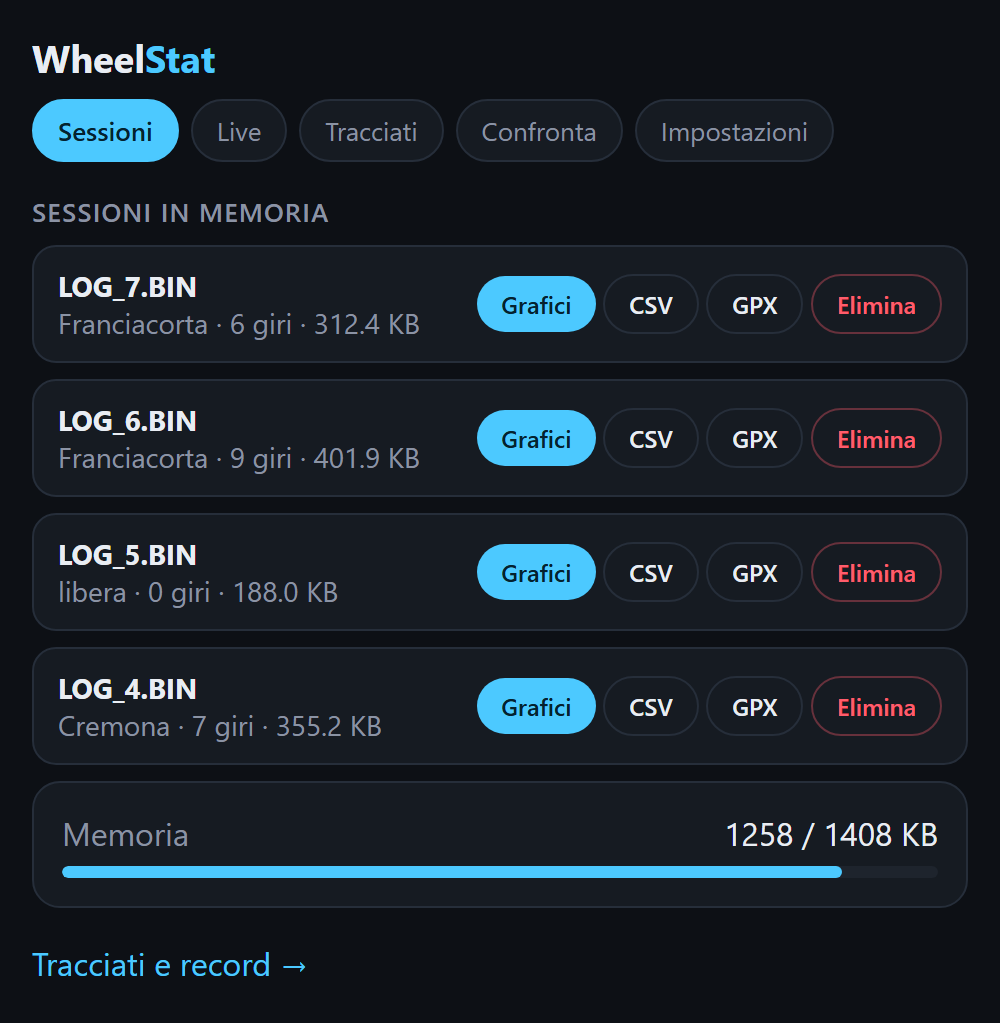 WheelStat
Sessioni Live Tracciati Confronta Impostazioni
SESSIONI IN MEMORIA
LOG_7.BIN
Franciacorta · 6 giri · 312.4 KB
Grafici CSV GPX Elimina
LOG_6.BIN
Franciacorta · 9 giri · 401.9 KB
Grafici CSV GPX Elimina
LOG_5.BIN
libera · 0 giri · 188.0 KB
Grafici CSV GPX Elimina
LOG_4.BIN
Cremona · 7 giri · 355.2 KB
Grafici CSV GPX Elimina
Memoria 1258 / 1408 KB
Tracciati e record →